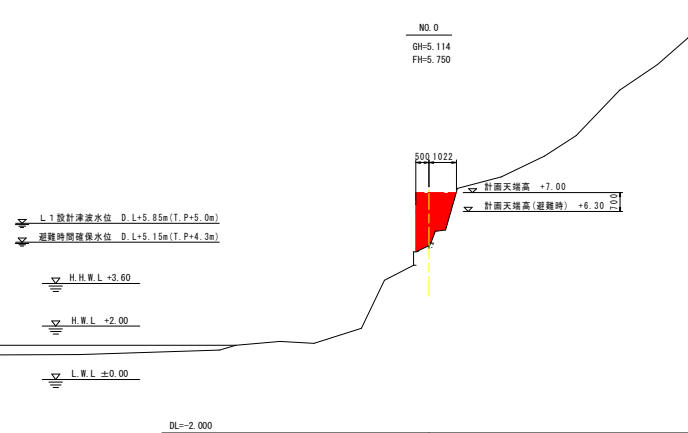 NO.0
GH=5.114
FH=5.750
500 1022
計画天端高 +7.00
計画天端高(避難時) +6.30
700
L1設計津波水位 D.L+5.85m(T.P+5.0m)
避難時間確保水位 D.L+5.15m(T.P+4.3m)
H.H.W.L +3.60
H.W.L +2.00
L.W.L ±0.00
DL=-2.000